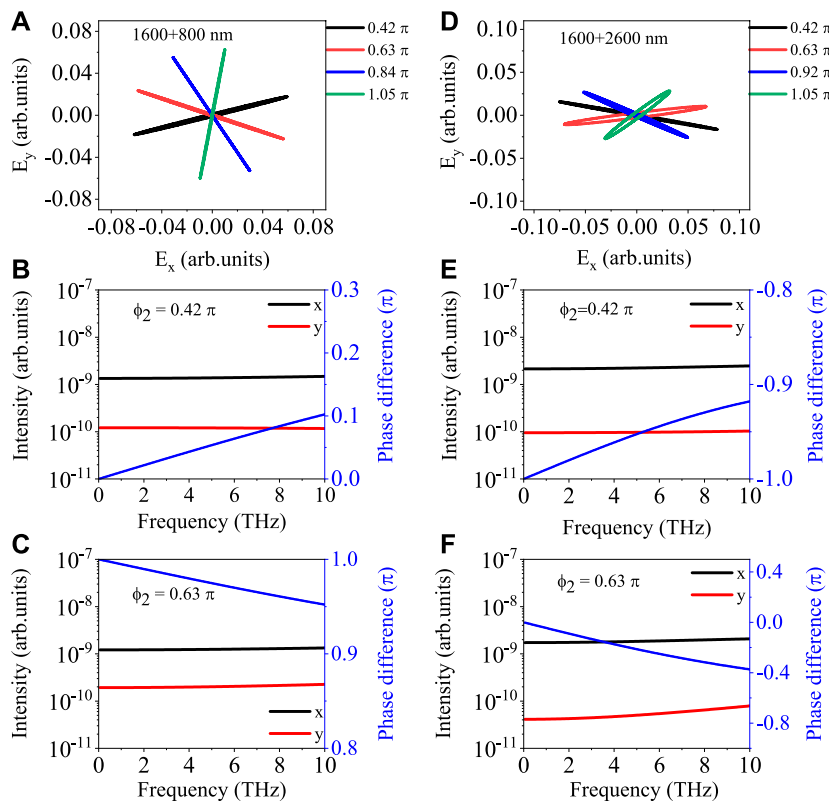 A
1600+800 nm
0.42 π
0.63 π
0.84 π
1.05 π
0.08
0.04
0.00
-0.04
-0.08
E_y (arb.units)
-0.08 -0.04 0.00 0.04 0.08
E_x (arb.units)
D
1600+2600 nm
0.42 π
0.63 π
0.92 π
1.05 π
0.10
0.05
0.00
-0.05
-0.10
E_y (arb.units)
-0.10 -0.05 0.00 0.05 0.10
E_x (arb.units)
B
ϕ_2 = 0.42 π
x
y
10^-7
10^-8
10^-9
10^-10
10^-11
Intensity (arb.units)
0.3
0.2
0.1
0.0
Phase difference (π)
0 2 4 6 8 10
Frequency (THz)
E
ϕ_2=0.42 π
x
y
10^-7
10^-8
10^-9
10^-10
10^-11
Intensity (arb.units)
-0.8
-0.9
-1.0
Phase difference (π)
0 2 4 6 8 10
Frequency (THz)
C
ϕ_2 = 0.63 π
x
y
10^-7
10^-8
10^-9
10^-10
10^-11
Intensity (arb.units)
1.0
0.9
0.8
Phase difference (π)
0 2 4 6 8 10
Frequency (THz)
F
ϕ_2 = 0.63 π
x
y
10^-7
10^-8
10^-9
10^-10
10^-11
Intensity (arb.units)
0.4
0.0
-0.4
-0.8
Phase difference (π)
0 2 4 6 8 10
Frequency (THz)